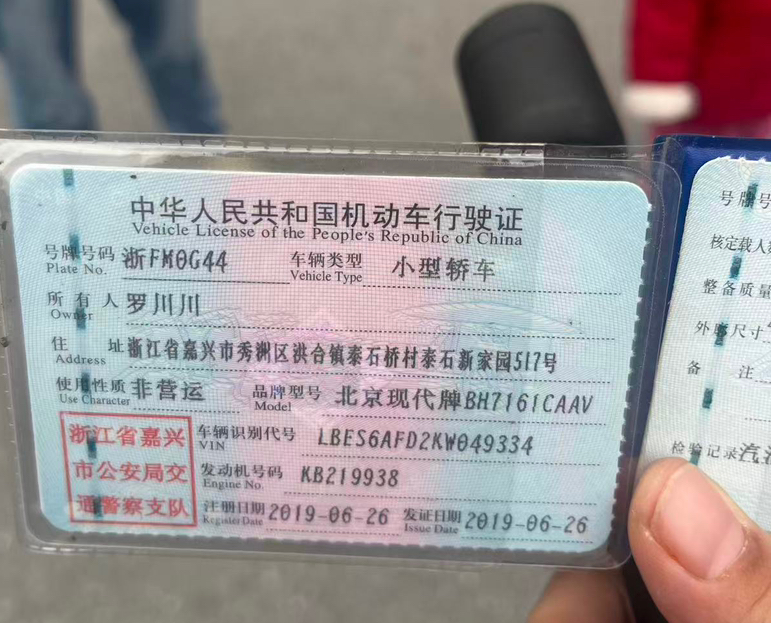 中华人民共和国机动车行驶证
Vehicle License of the People's Republic of China
号牌号码 浙FM0G44 车辆类型 小型轿车
Plate No. Vehicle Type
所有人 罗川川
Owner
住址 浙江省嘉兴市秀洲区洪合镇泰石桥村泰石新家园517号
Address
使用性质 非营运 品牌型号 北京现代牌BH7161CAAV
Use Character Model
浙江省嘉兴
市公安局交
通警察支队
车辆识别代号 LBES6AFD2KW049334
VIN
发动机号码 KB219938
Engine No.
注册日期 2019-06-26 发证日期 2019-06-26
Register Date Issue Date
号牌号
核定载人数
整备质量
外廓尺寸
备注
检验记录